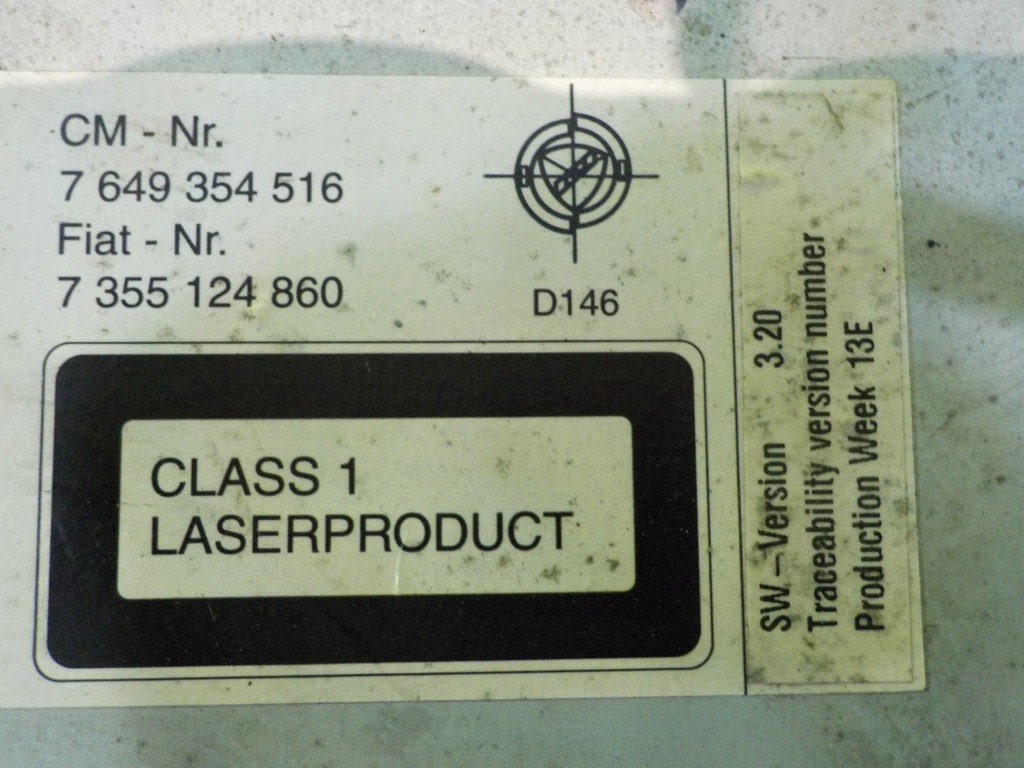 CM - Nr.
7 649 354 516
Fiat - Nr.
7 355 124 860
D146
CLASS 1
LASERPRODUCT
SW.-Version 3.20
Traceability version number
Production Week 13E